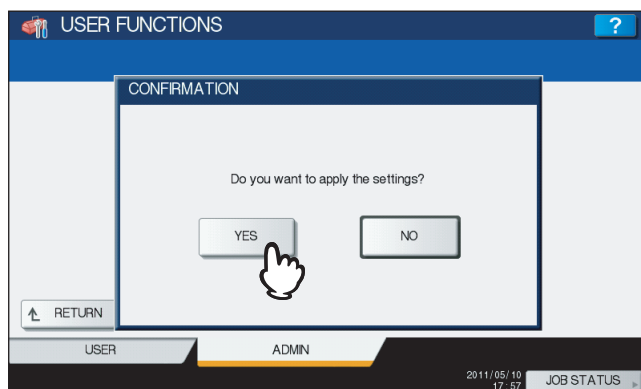 USER FUNCTIONS
?
CONFIRMATION
Do you want to apply the settings?
YES
NO
RETURN
USER
ADMIN
2011/05/10
17:57
JOB STATUS